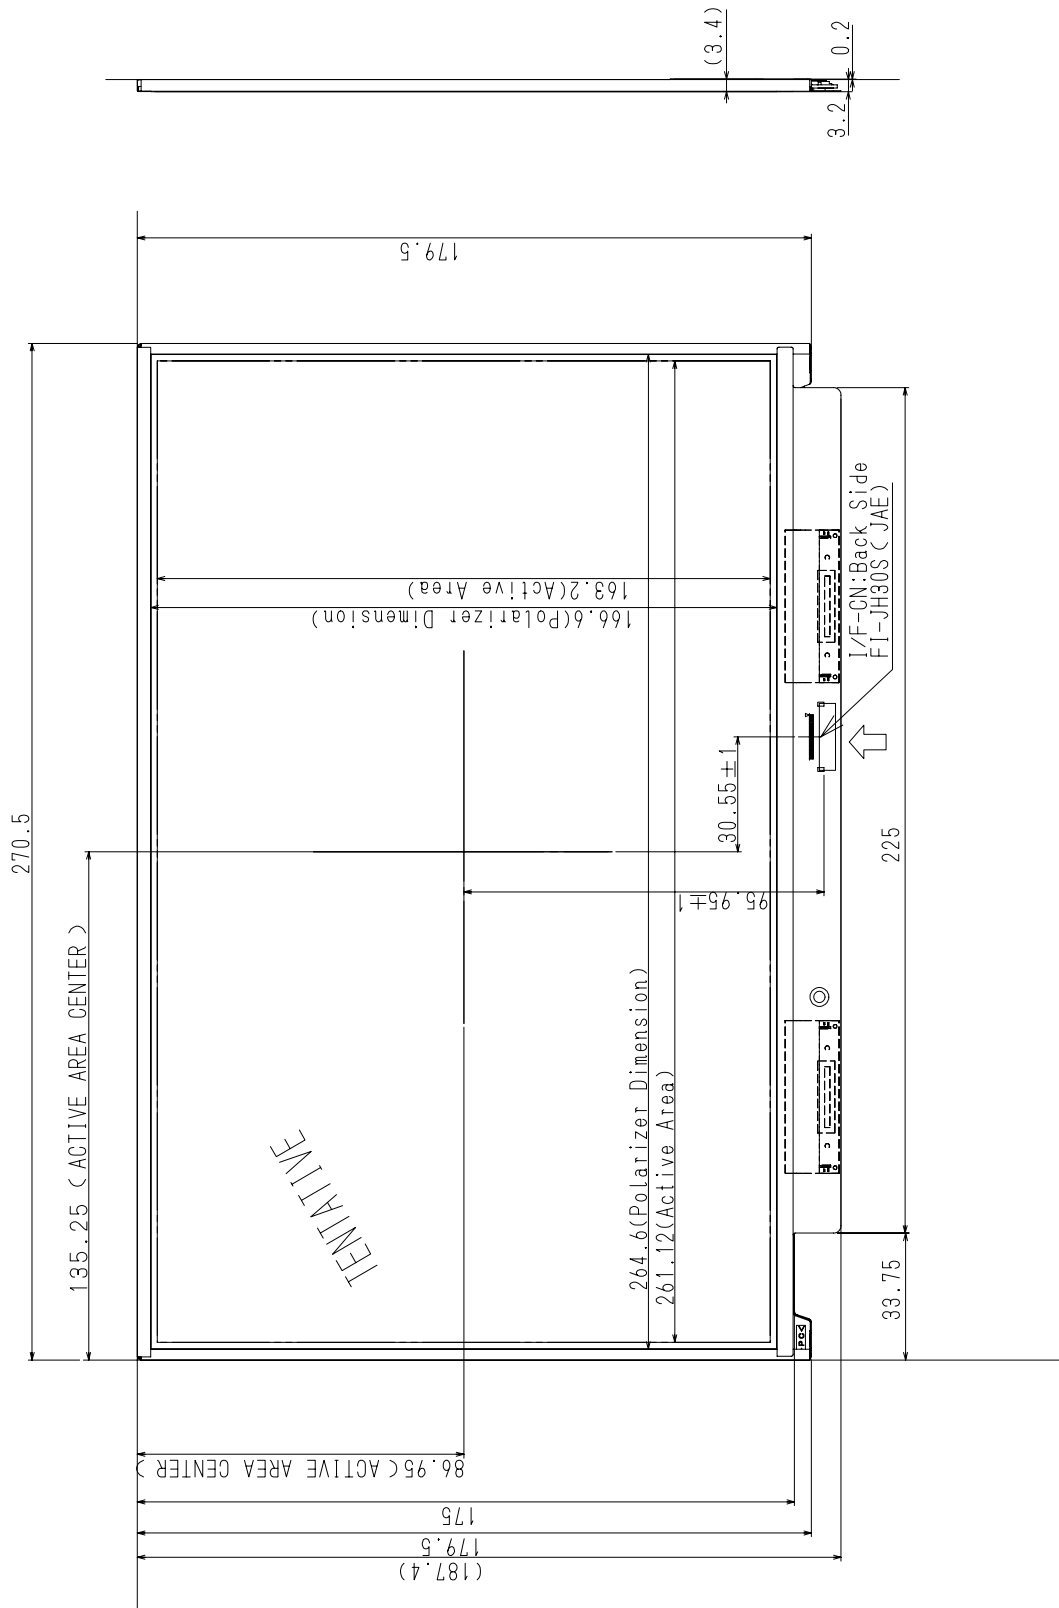 (3.4)
0.2
3.2
179.5
270.5
135.25 (ACTIVE AREA CENTER)
163.2(Active Area)
166.6(Polarizer Dimension)
I/F-CN:Back Side
FI-JH30S(JAE)
30.55±1
95.95±1
225
264.6(Polarizer Dimension)
261.12(Active Area)
TENTATIVE
33.75
86.95(ACTIVE AREA CENTER)
175
179.5
(187.4)